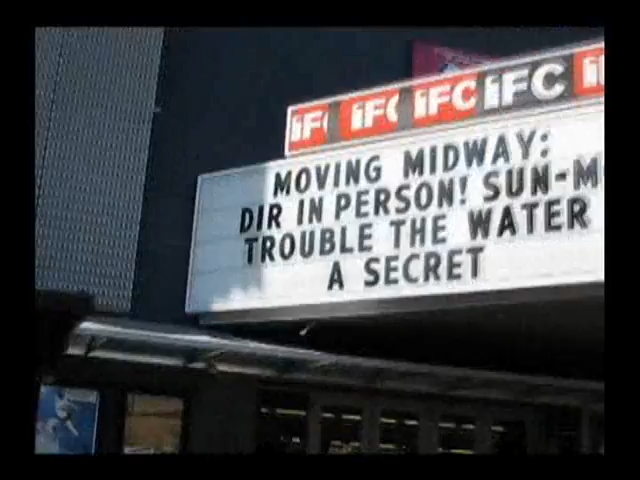 iFC iFC iFC iFC
MOVING MIDWAY:
DIR IN PERSON! SUN-M
TROUBLE THE WATER
A SECRET